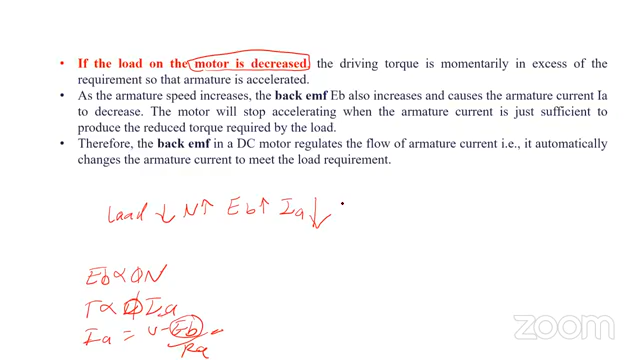 • If the load on the motor is decreased, the driving torque is momentarily in excess of the
requirement so that armature is accelerated.
• As the armature speed increases, the back emf Eb also increases and causes the armature current Ia
to decrease. The motor will stop accelerating when the armature current is just sufficient to
produce the reduced torque required by the load.
• Therefore, the back emf in a DC motor regulates the flow of armature current i.e., it automatically
changes the armature current to meet the load requirement.
Load ↓ N↑ Eb↑ Ia↓
Eb ∝ ϕN
T ∝ ϕ Ia
Ia = V - Eb
Ra
zoom